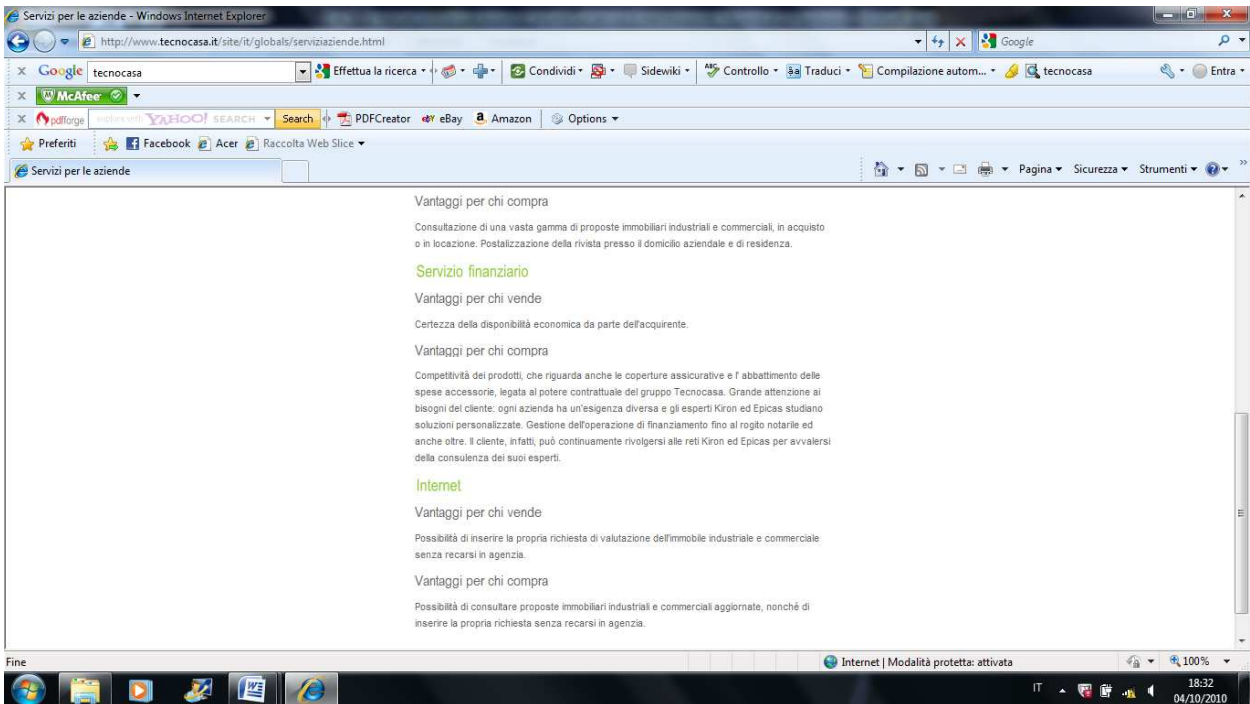 Servizi per le aziende - Windows Internet Explorer
http://www.tecnocasa.it/site/it/globals/serviziaziende.html
Google
x Google tecnocasa Effettua la ricerca Condividi Sidewiki Controllo Traduci Compilazione autom... tecnocasa Entra
x McAfee
x pdfforge YAHOO! SEARCH Search PDFCreator eBay Amazon Options
Preferiti Facebook Acer Raccolta Web Slice
Servizi per le aziende Pagina Sicurezza Strumenti
Vantaggi per chi compra
Consultazione di una vasta gamma di proposte immobiliari industriali e commerciali, in acquisto
o in locazione. Postalizzazione della rivista presso il domicilio aziendale e di residenza.
Servizio finanziario
Vantaggi per chi vende
Certezza della disponibilità economica da parte dell'acquirente.
Vantaggi per chi compra
Competitività dei prodotti, che riguarda anche le coperture assicurative e l' abbattimento delle
spese accessorie, legata al potere contrattuale del gruppo Tecnocasa. Grande attenzione ai
bisogni del cliente: ogni azienda ha un'esigenza diversa e gli esperti Kiron ed Epicas studiano
soluzioni personalizzate. Gestione dell'operazione di finanziamento fino al rogito notarile ed
anche oltre. Il cliente, infatti, può continuamente rivolgersi alle reti Kiron ed Epicas per avvalersi
della consulenza dei suoi esperti.
Internet
Vantaggi per chi vende
Possibilità di inserire la propria richiesta di valutazione dell'immobile industriale e commerciale
senza recarsi in agenzia.
Vantaggi per chi compra
Possibilità di consultare proposte immobiliari industriali e commerciali aggiornate, nonchè di
inserire la propria richiesta senza recarsi in agenzia.
Fine Internet | Modalità protetta: attivata 100%
IT 18:32
04/10/2010